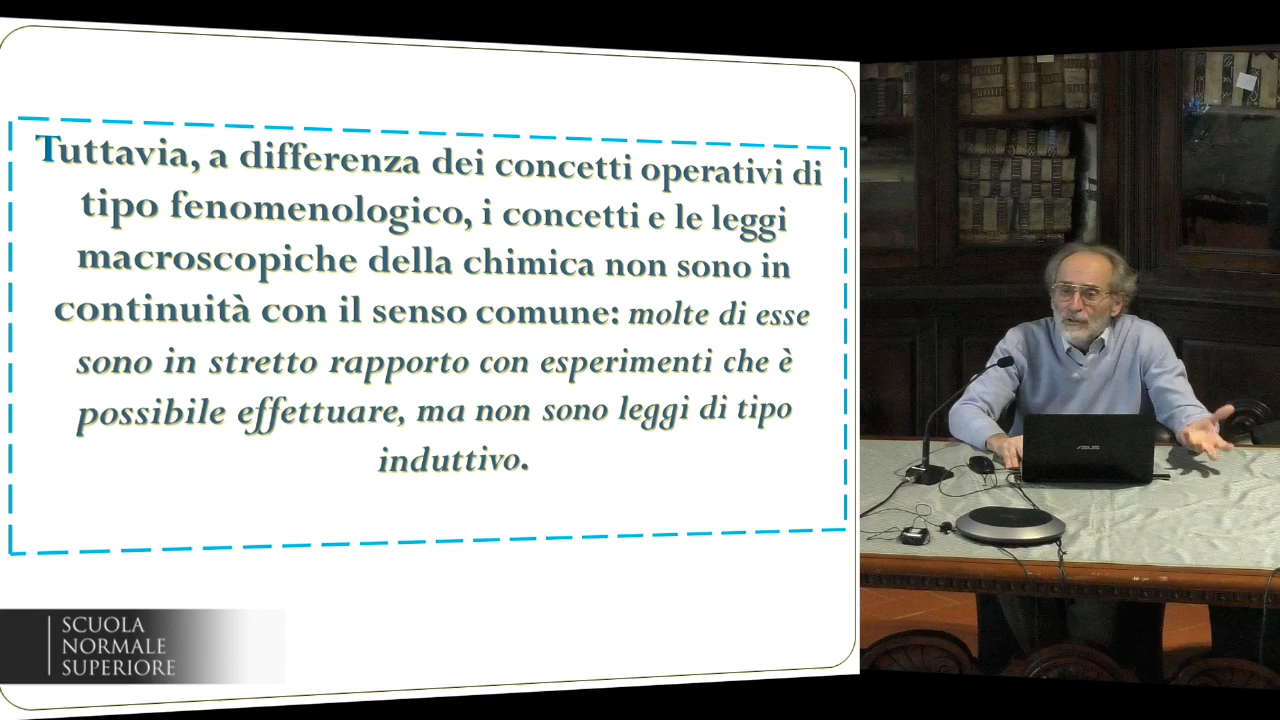 Tuttavia, a differenza dei concetti operativi di
tipo fenomenologico, i concetti e le leggi
macroscopiche della chimica non sono in
continuità con il senso comune: molte di esse
sono in stretto rapporto con esperimenti che è
possibile effettuare, ma non sono leggi di tipo
induttivo.
SCUOLA
NORMALE
SUPERIORE
ASUS